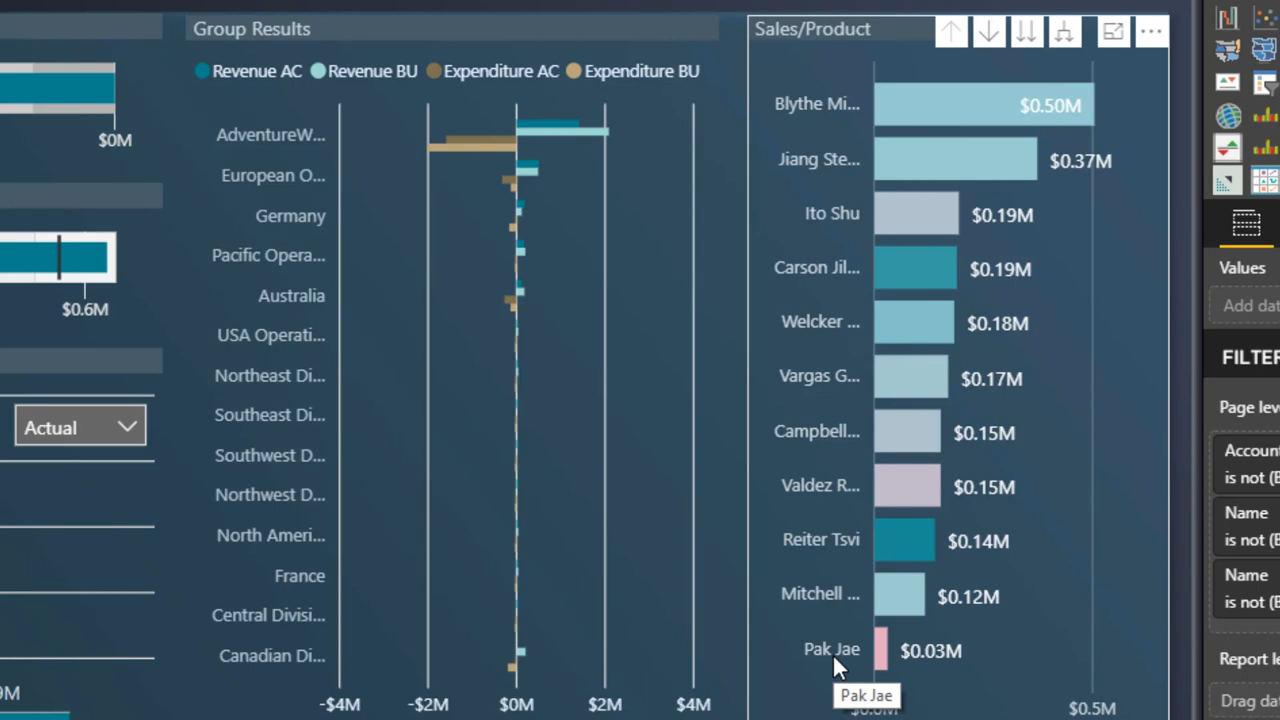 $0M
$0.6M
Actual
9M
Group Results
Revenue AC Revenue BU Expenditure AC Expenditure BU
AdventureW...
European O...
Germany
Pacific Opera...
Australia
USA Operati...
Northeast Di...
Southeast Di...
Southwest D...
Northwest D...
North Ameri...
France
Central Divisi...
Canadian Di...
-$4M -$2M $0M $2M $4M
Sales/Product
Blythe Mi... $0.50M
Jiang Ste... $0.37M
Ito Shu $0.19M
Carson Jil... $0.19M
Welcker ... $0.18M
Vargas G... $0.17M
Campbell... $0.15M
Valdez R... $0.15M
Reiter Tsvi $0.14M
Mitchell ... $0.12M
Pak Jae $0.03M
Pak Jae
$0.0M $0.5M
Values
Add dat
FILTER
Page leve
Account
is not (B
Name
is not (B
Name
is not (B
Report le
Drag da